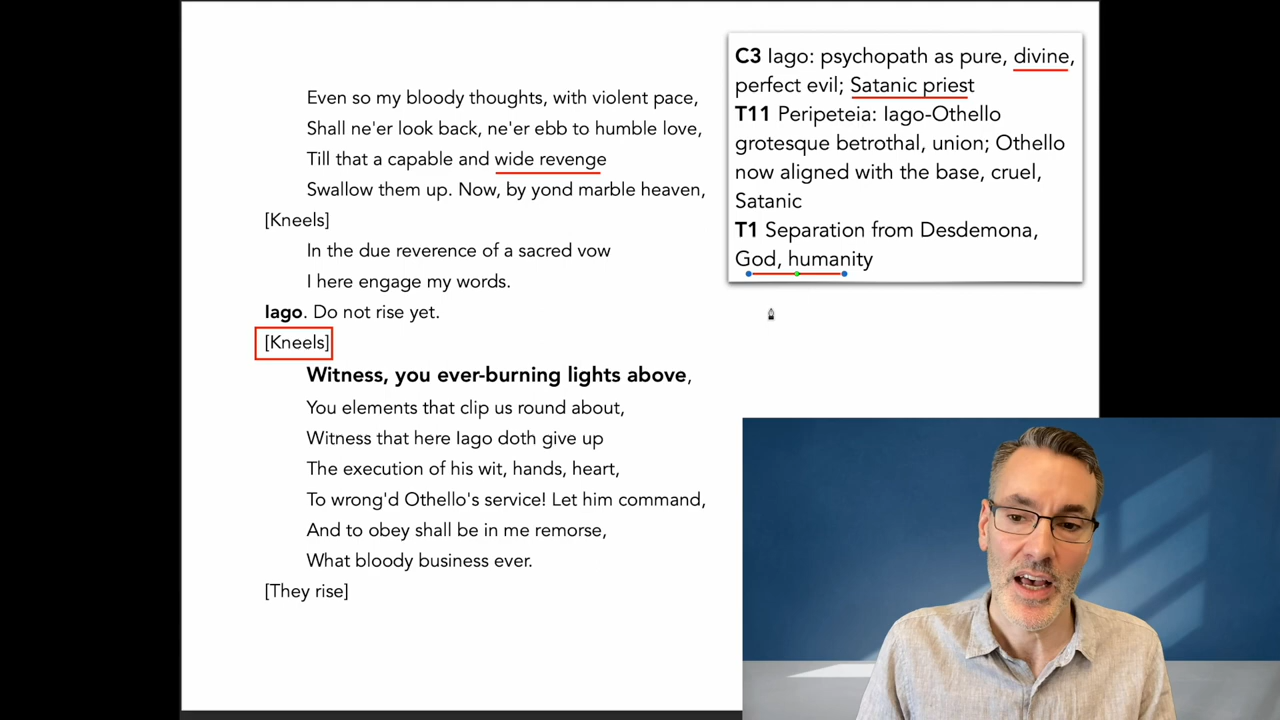 Even so my bloody thoughts, with violent pace,
Shall ne'er look back, ne'er ebb to humble love,
Till that a capable and wide revenge
Swallow them up. Now, by yond marble heaven,
[Kneels]
In the due reverence of a sacred vow
I here engage my words.
Iago. Do not rise yet.
[Kneels]
Witness, you ever-burning lights above,
You elements that clip us round about,
Witness that here Iago doth give up
The execution of his wit, hands, heart,
To wrong'd Othello's service! Let him command,
And to obey shall be in me remorse,
What bloody business ever.
[They rise]
C3 Iago: psychopath as pure, divine,
perfect evil; Satanic priest
T11 Peripeteia: Iago-Othello
grotesque betrothal, union; Othello
now aligned with the base, cruel,
Satanic
T1 Separation from Desdemona,
God, humanity